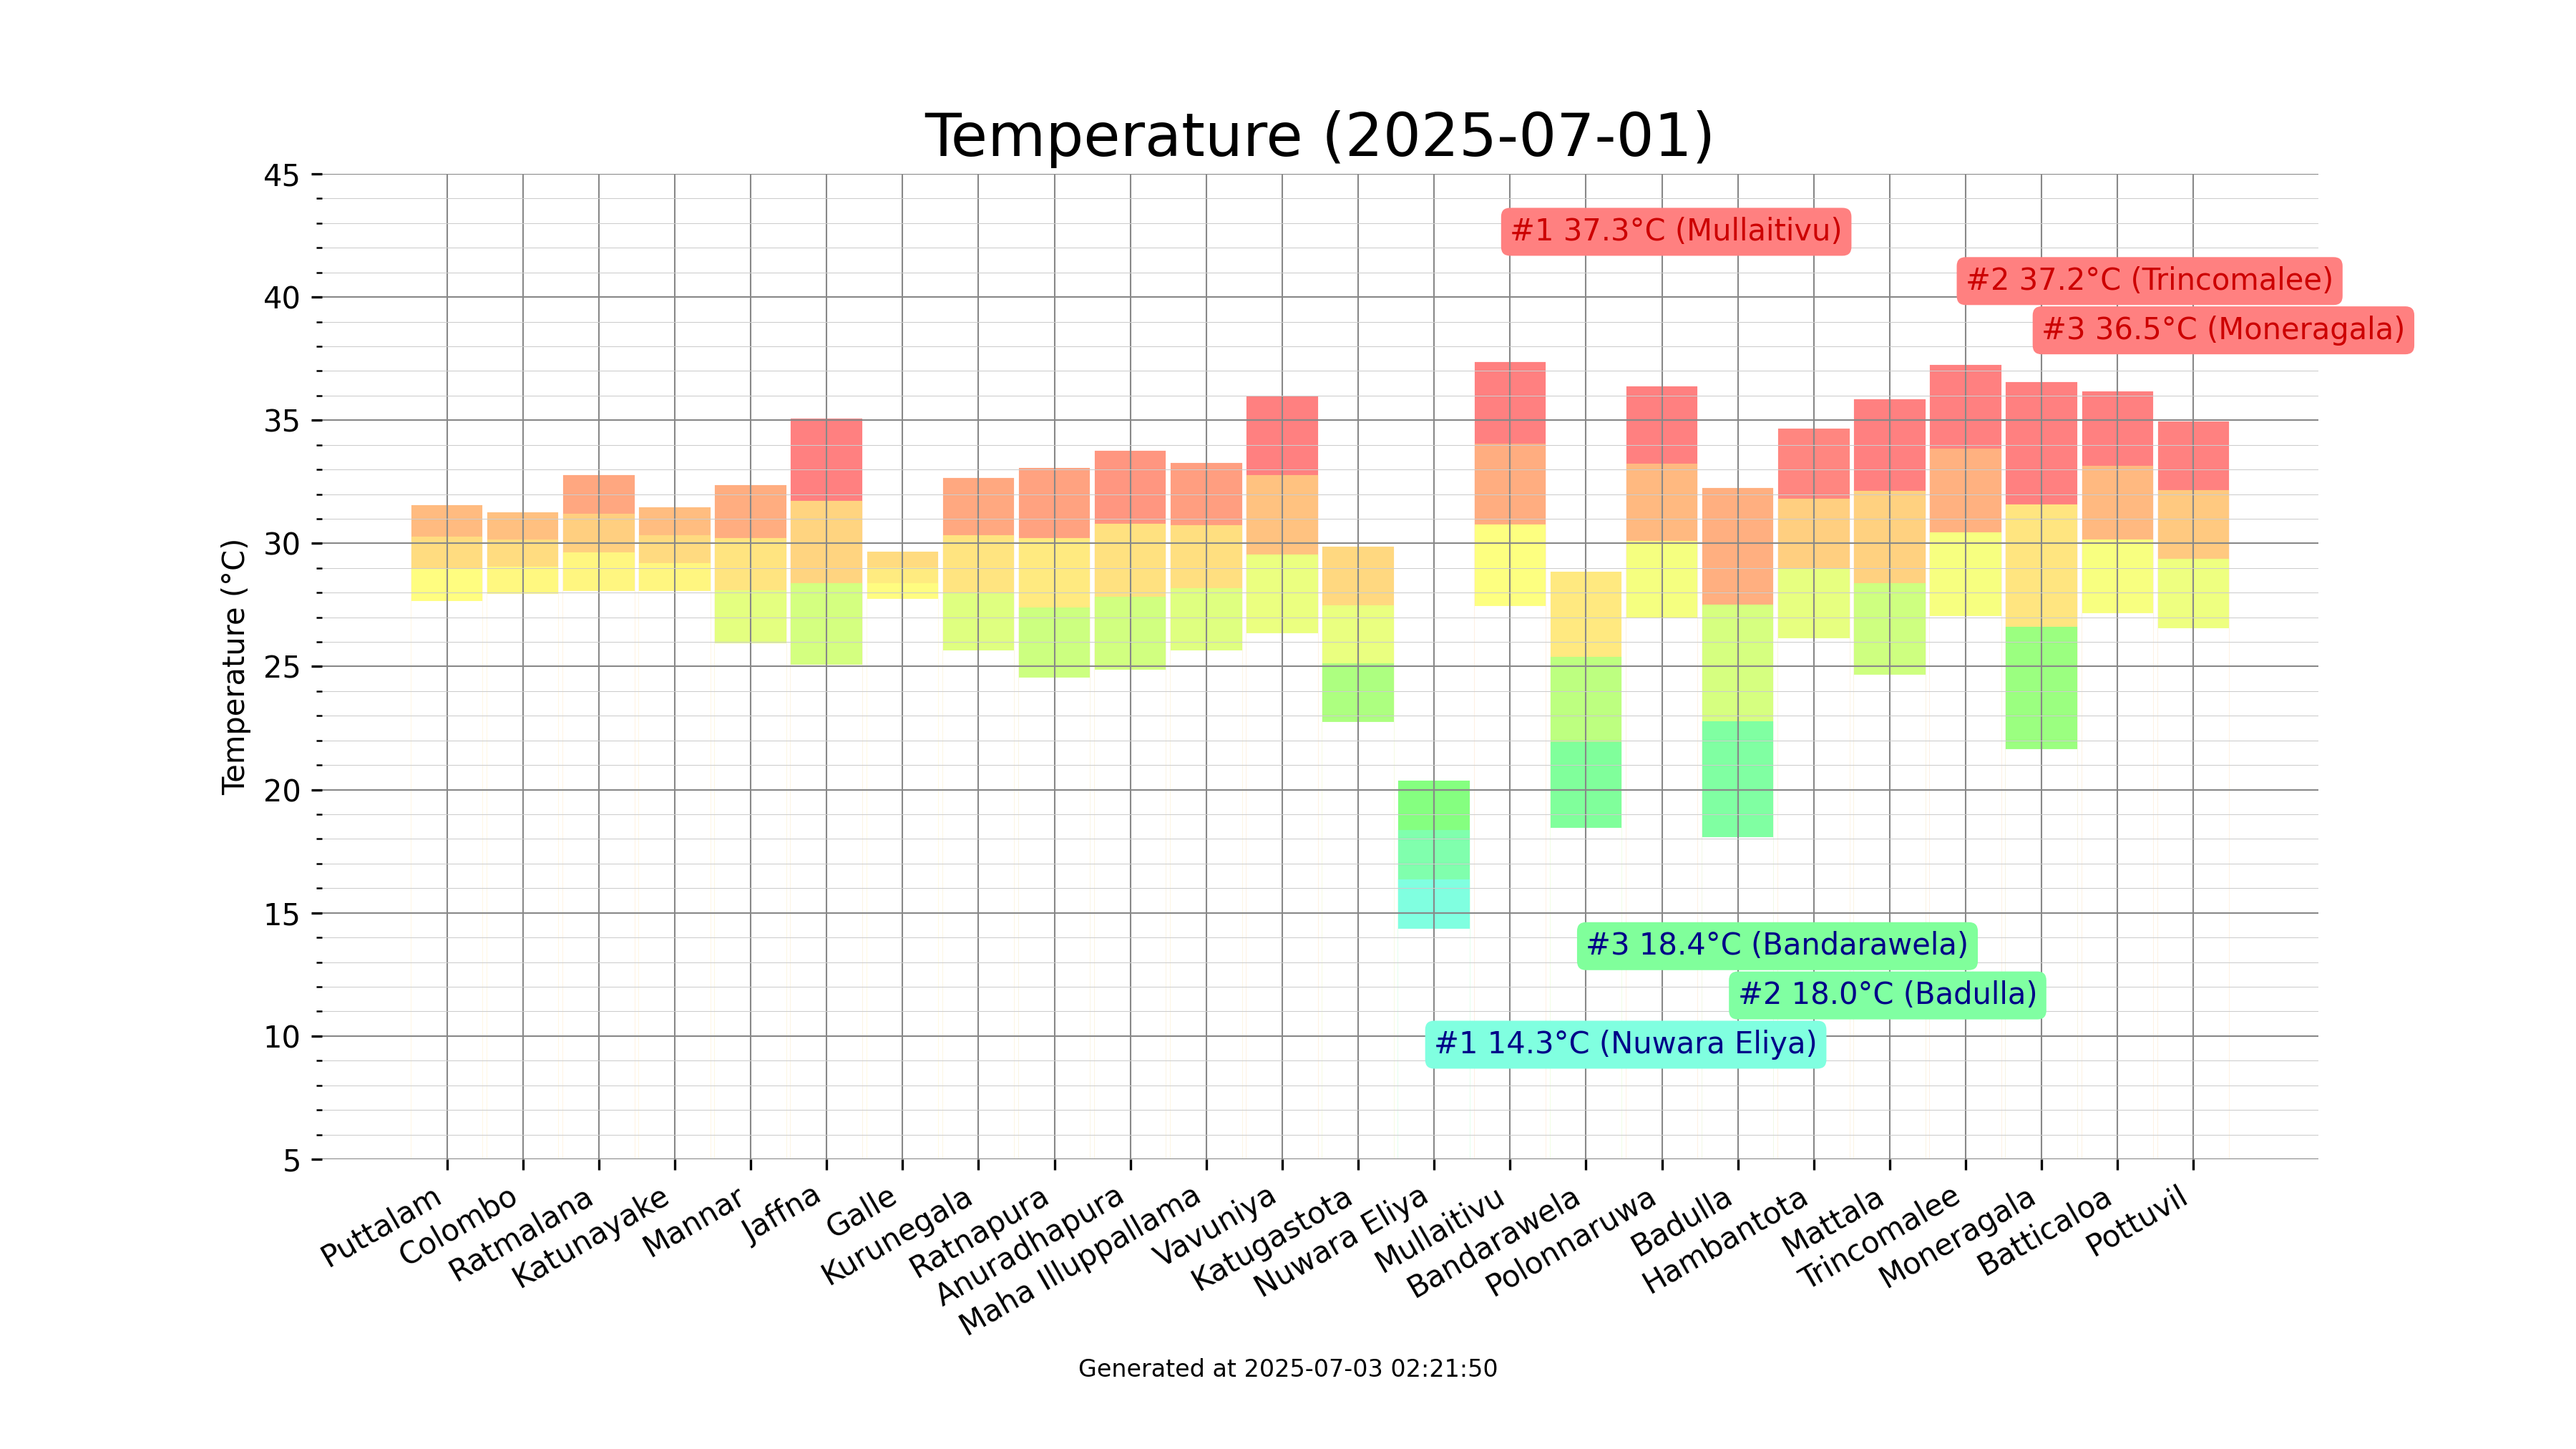 Temperature (2025-07-01)
45
40
35
30
25
20
15
10
5
Temperature (°C)
#1 37.3°C (Mullaitivu)
#2 37.2°C (Trincomalee)
#3 36.5°C (Moneragala)
#3 18.4°C (Bandarawela)
#2 18.0°C (Badulla)
#1 14.3°C (Nuwara Eliya)
Puttalam
Colombo
Ratmalana
Katunayake
Mannar
Jaffna
Galle
Kurunegala
Ratnapura
Anuradhapura
Maha Illuppallama
Vavuniya
Katugastota
Nuwara Eliya
Mullaitivu
Bandarawela
Polonnaruwa
Badulla
Hambantota
Mattala
Trincomalee
Moneragala
Batticaloa
Pottuvil
Generated at 2025-07-03 02:21:50